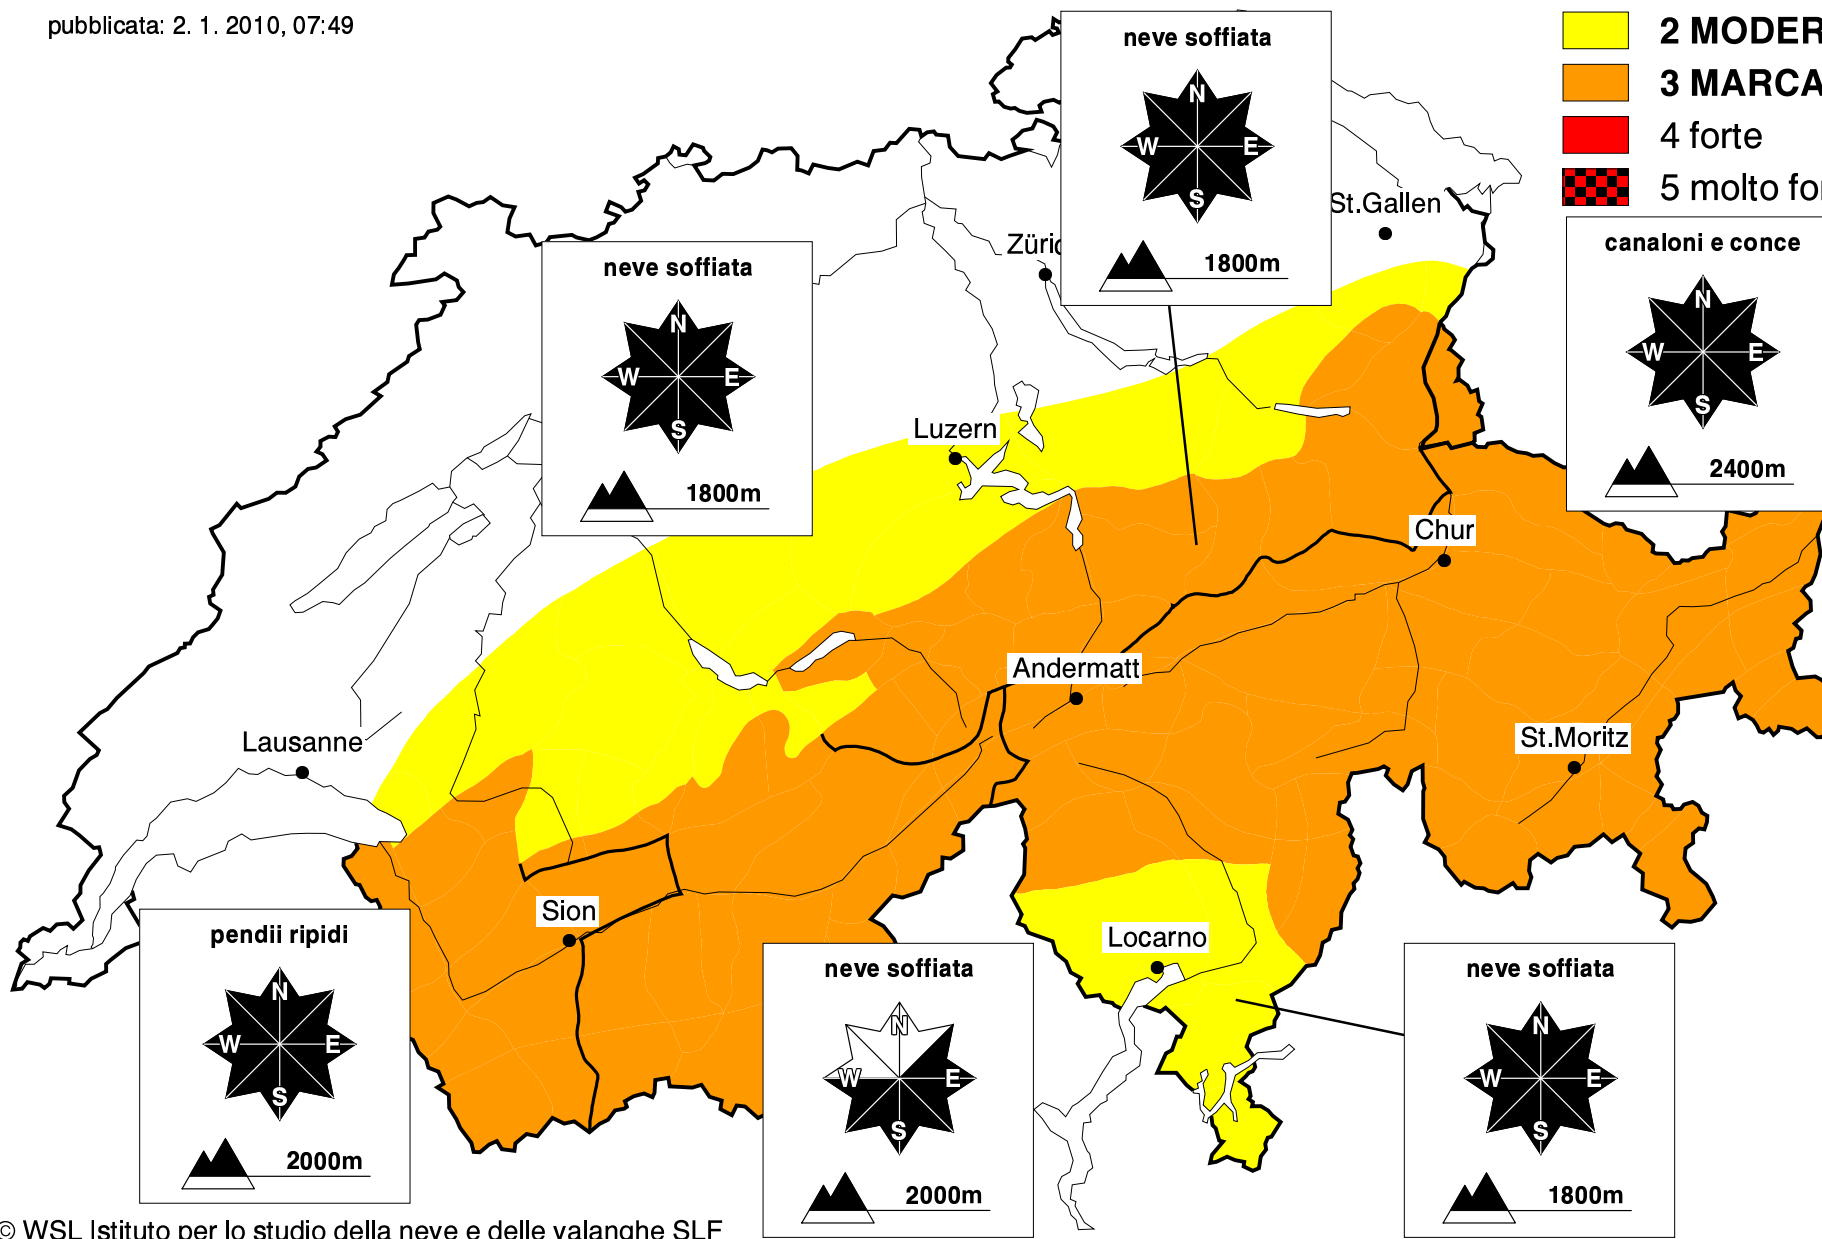 pubblicata: 2. 1. 2010, 07:49
2 MODER
3 MARCA
4 forte
5 molto for
neve soffiata
N
W E
S
1800m
St.Gallen
Züric
canaloni e conce
N
W E
S
2400m
neve soffiata
N
W E
S
1800m
Luzern
Chur
Andermatt
St.Moritz
Lausanne
Sion
Locarno
pendii ripidi
N
W E
S
2000m
neve soffiata
N
W E
S
2000m
neve soffiata
N
W E
S
1800m
© WSL Istituto per lo studio della neve e delle valanghe SLF